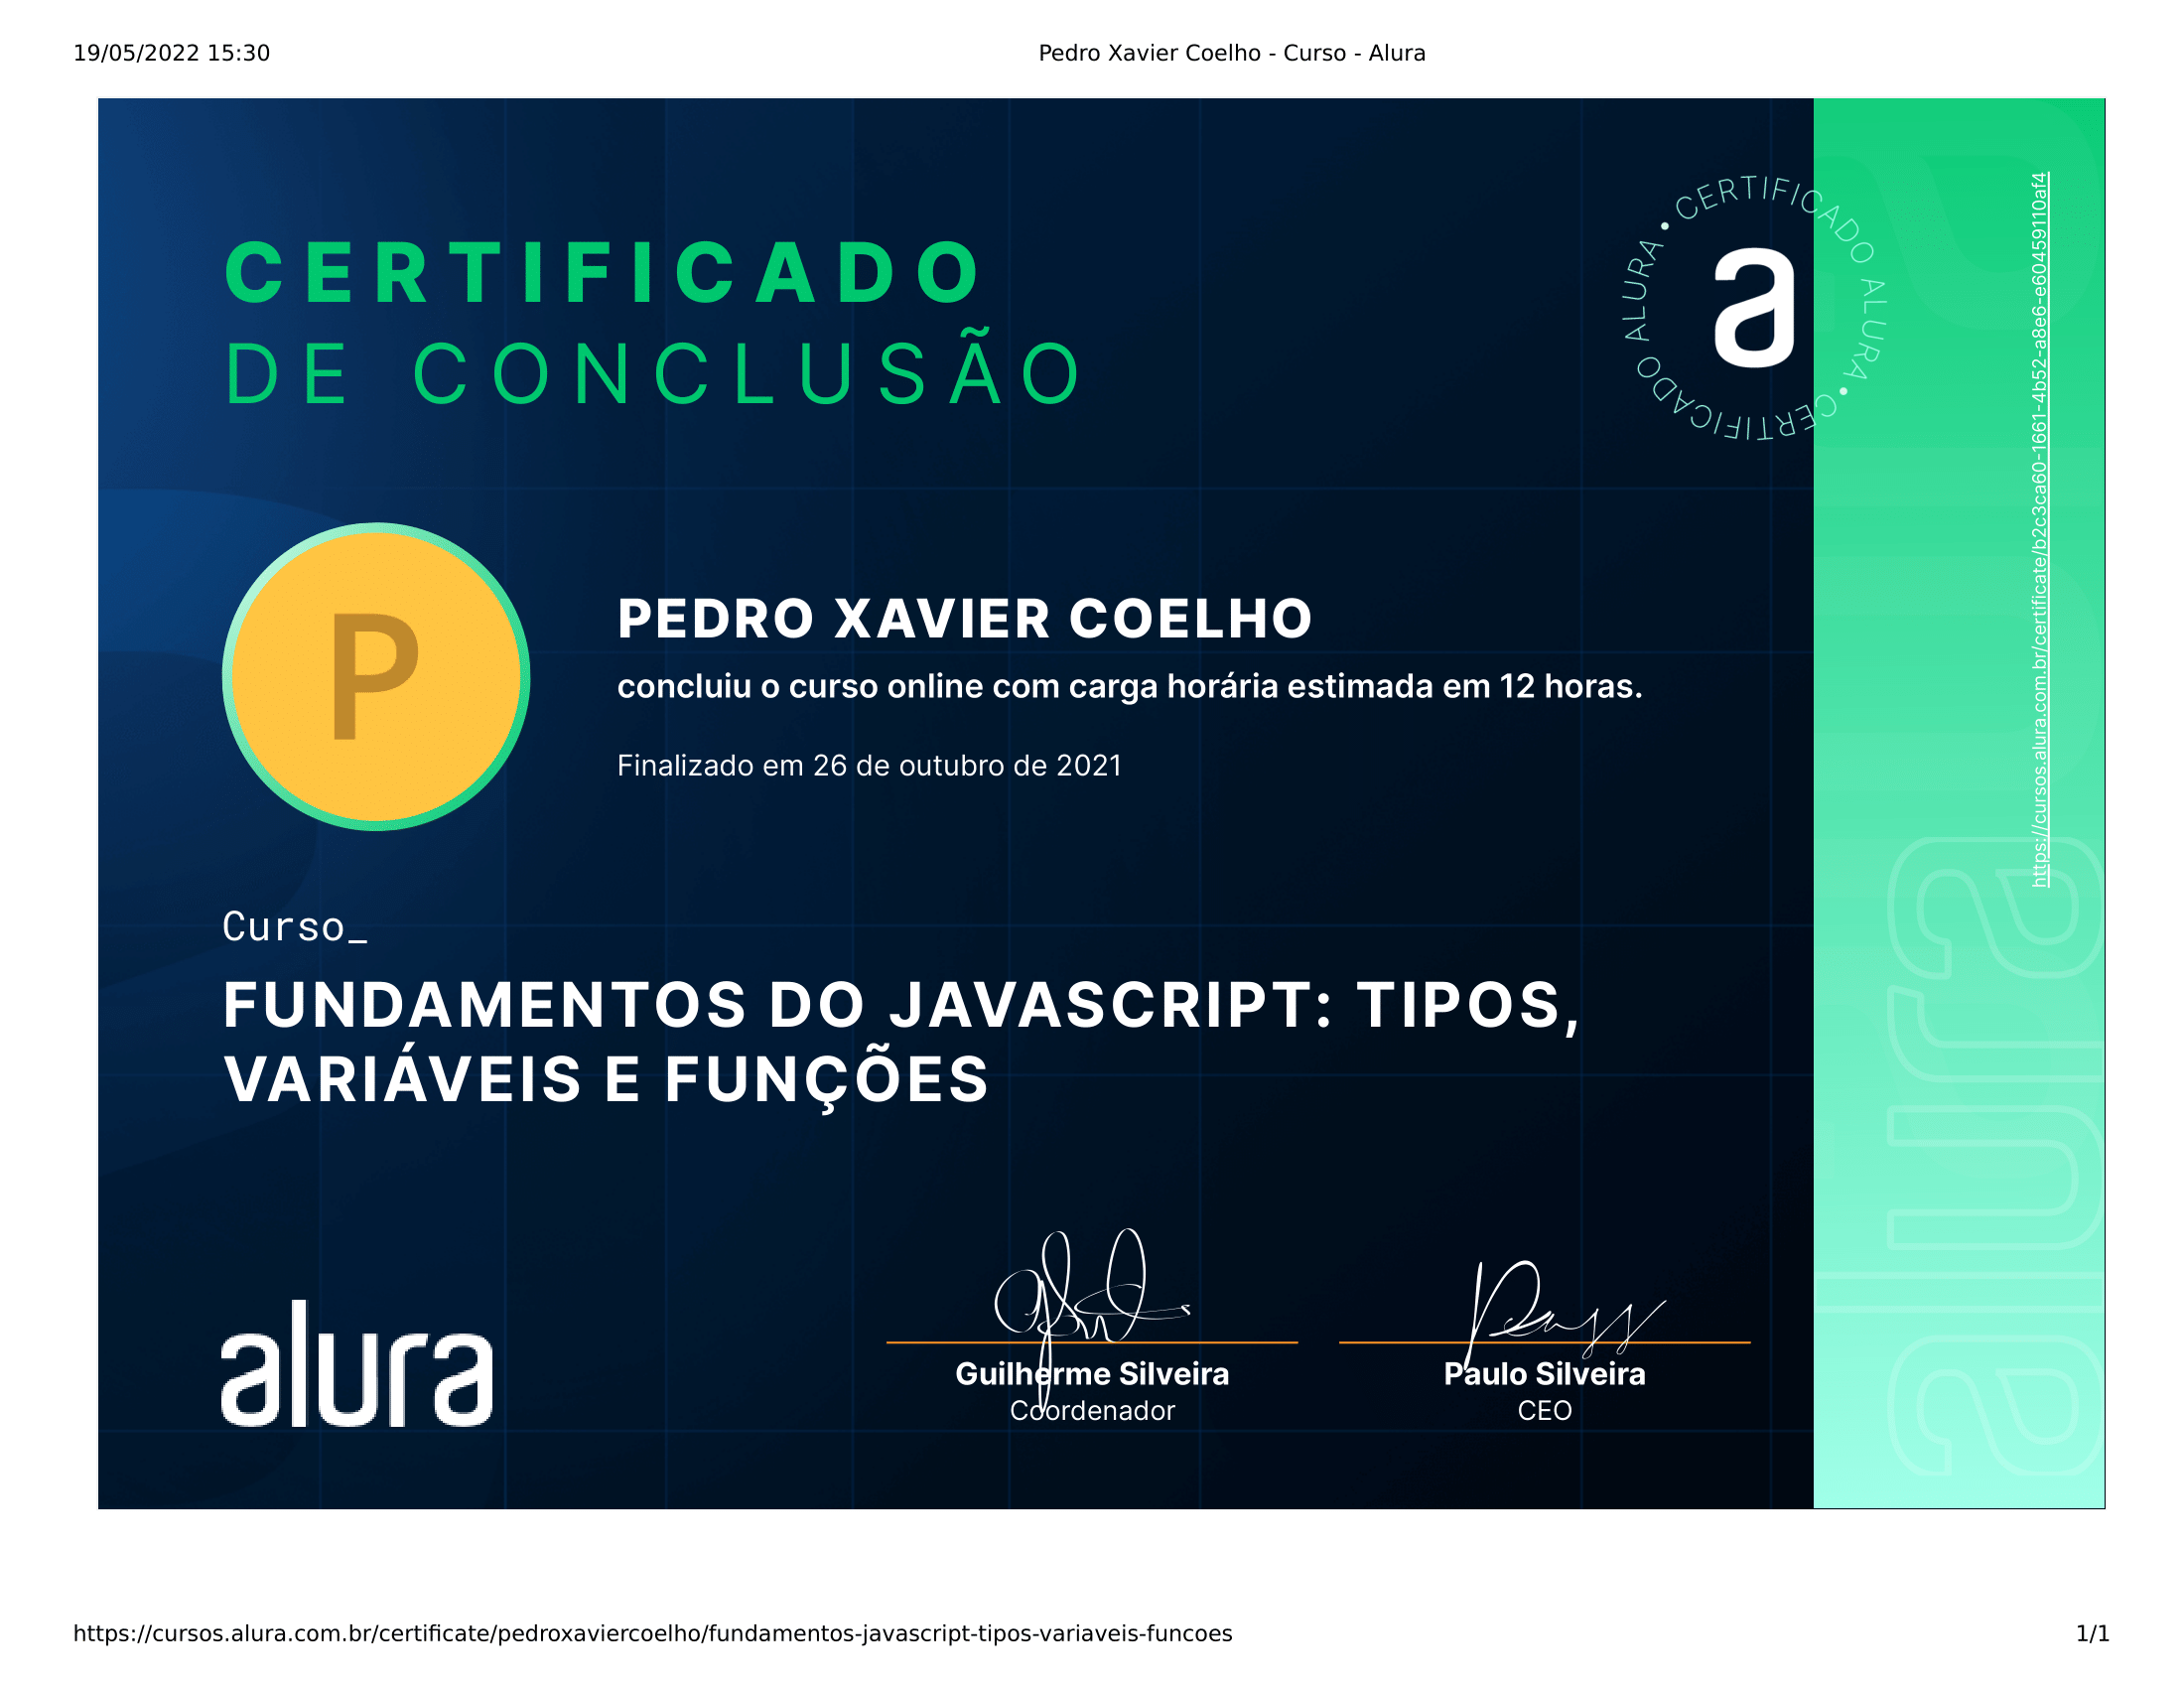 19/05/2022 15:30
Pedro Xavier Coelho - Curso - Alura
CERTIFICADO
DE CONCLUSÃO
CERTIFICADO ALURA • CERTIFICADO ALURA •
a
https://cursos.alura.com.br/certificate/b2c3ca60-1661-4b52-a8e6-e60459110af4
P
PEDRO XAVIER COELHO
concluiu o curso online com carga horária estimada em 12 horas.
Finalizado em 26 de outubro de 2021
Curso_
FUNDAMENTOS DO JAVASCRIPT: TIPOS,
VARIÁVEIS E FUNÇÕES
alura
alura
Guilherme Silveira
Coordenador
Paulo Silveira
CEO
https://cursos.alura.com.br/certificate/pedroxaviercoelho/fundamentos-javascript-tipos-variaveis-funcoes
1/1